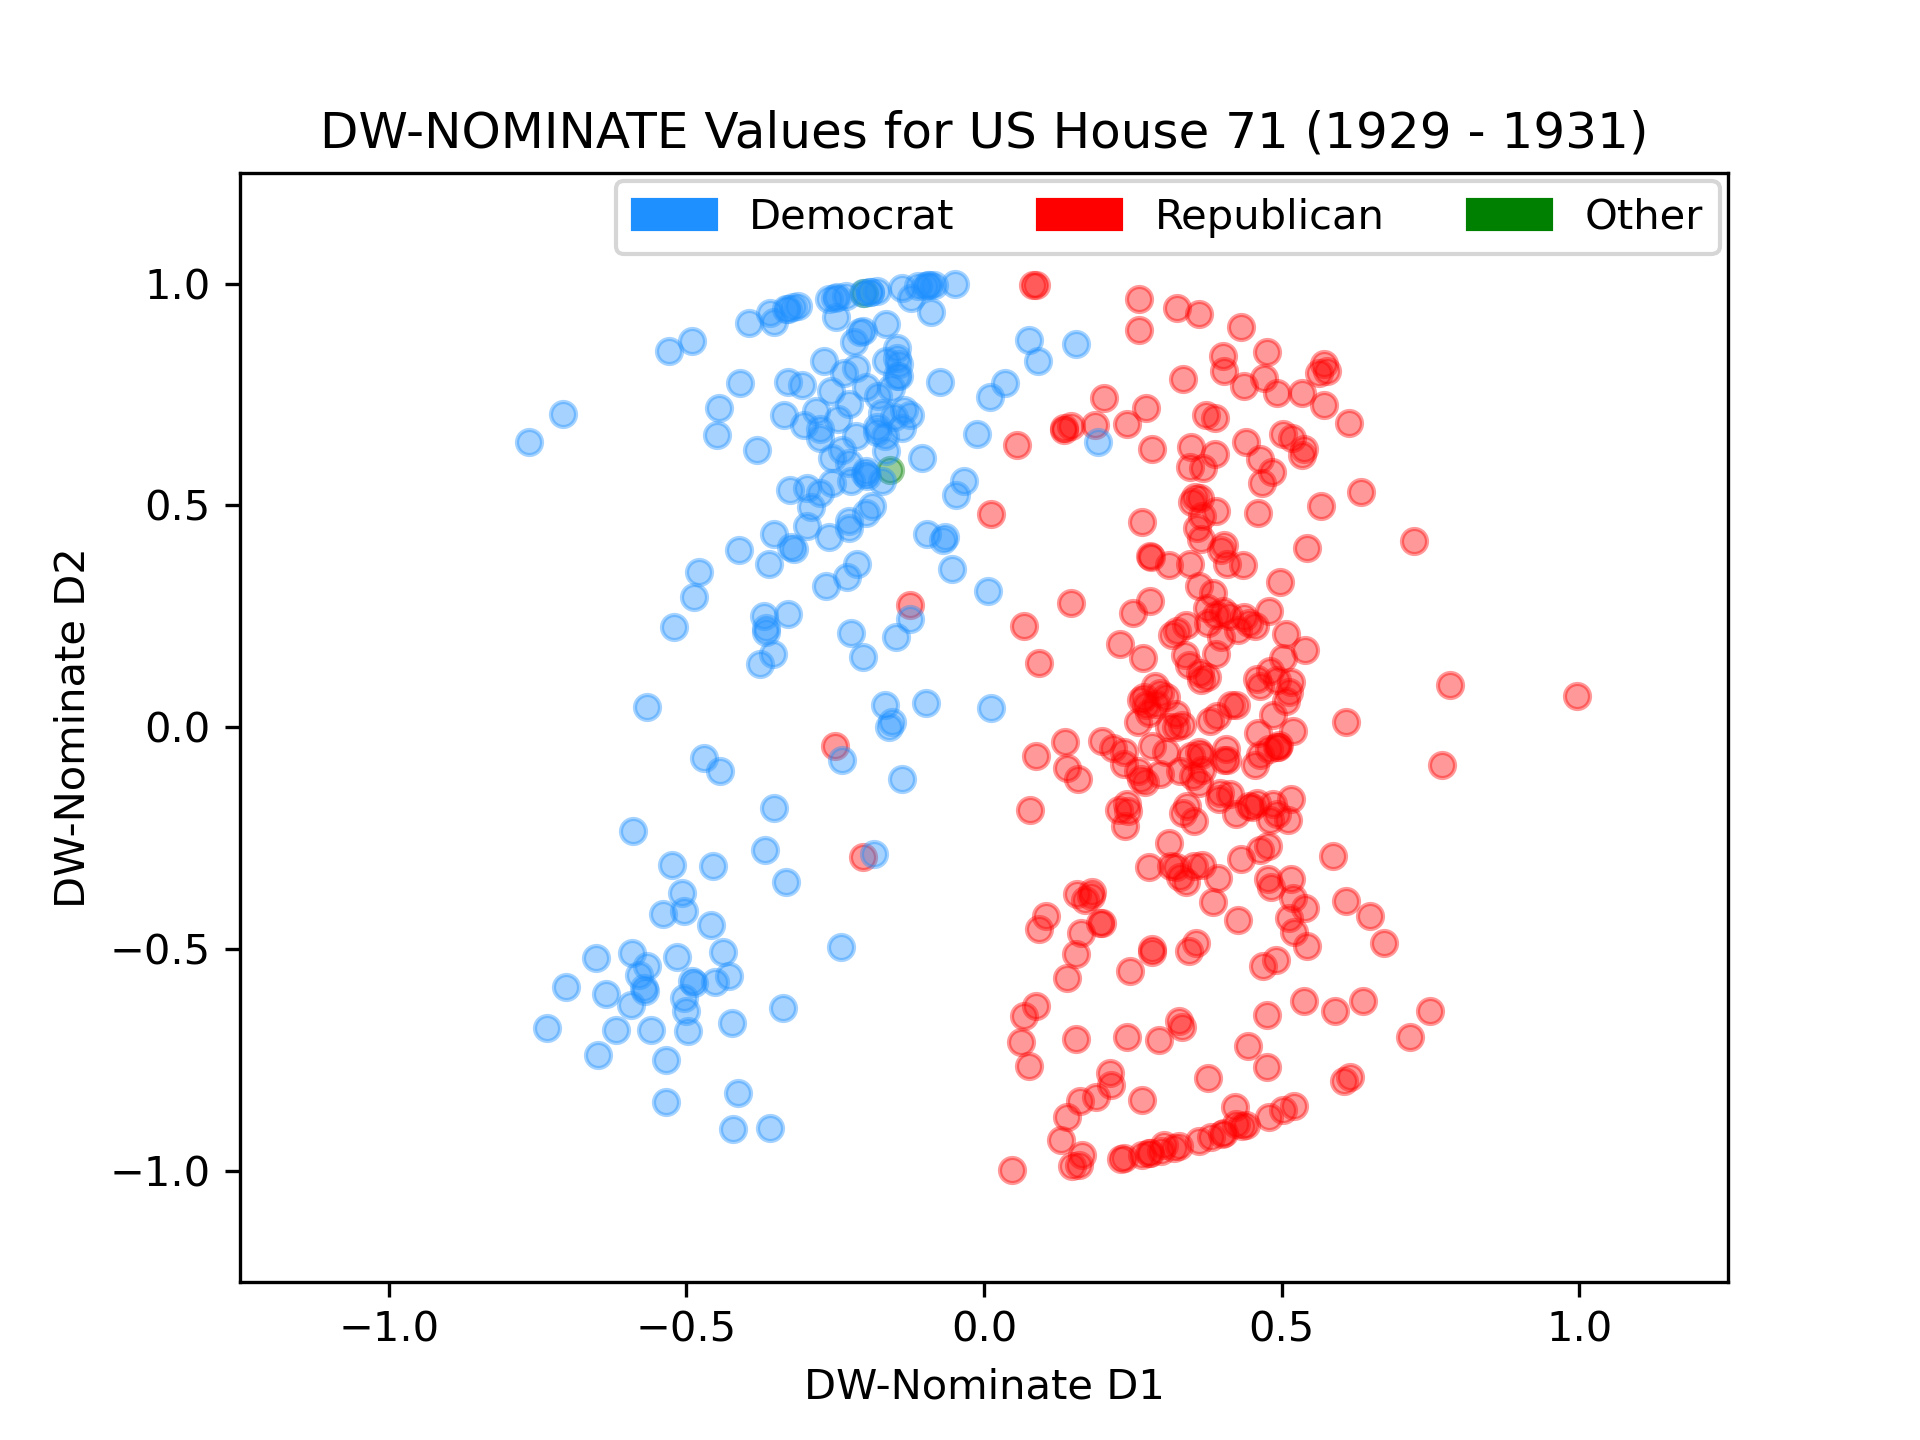 DW-NOMINATE Values for US House 71 (1929 - 1931)
Democrat Republican Other
1.0
0.5
0.0
−0.5
−1.0
DW-Nominate D2
−1.0 −0.5 0.0 0.5 1.0
DW-Nominate D1